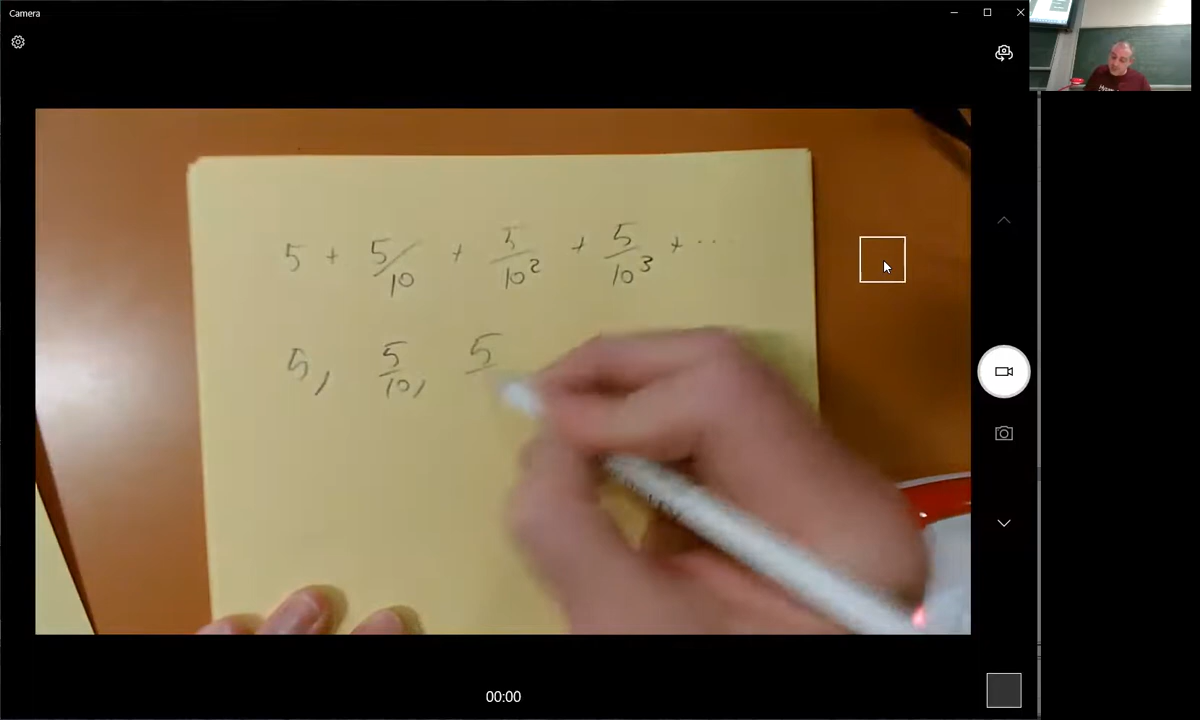 Camera
5 + 5/10 + 5/10² + 5/10³ + ...
5, 5/10, 5
00:00